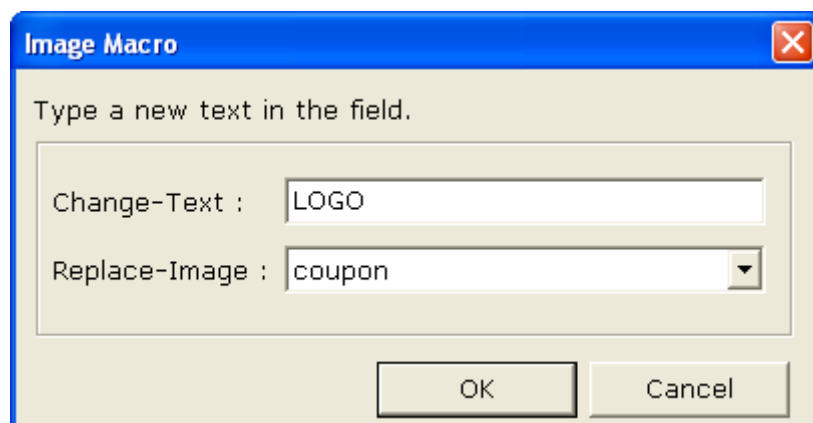 Image Macro
Type a new text in the field.
Change-Text : LOGO
Replace-Image : coupon
OK Cancel